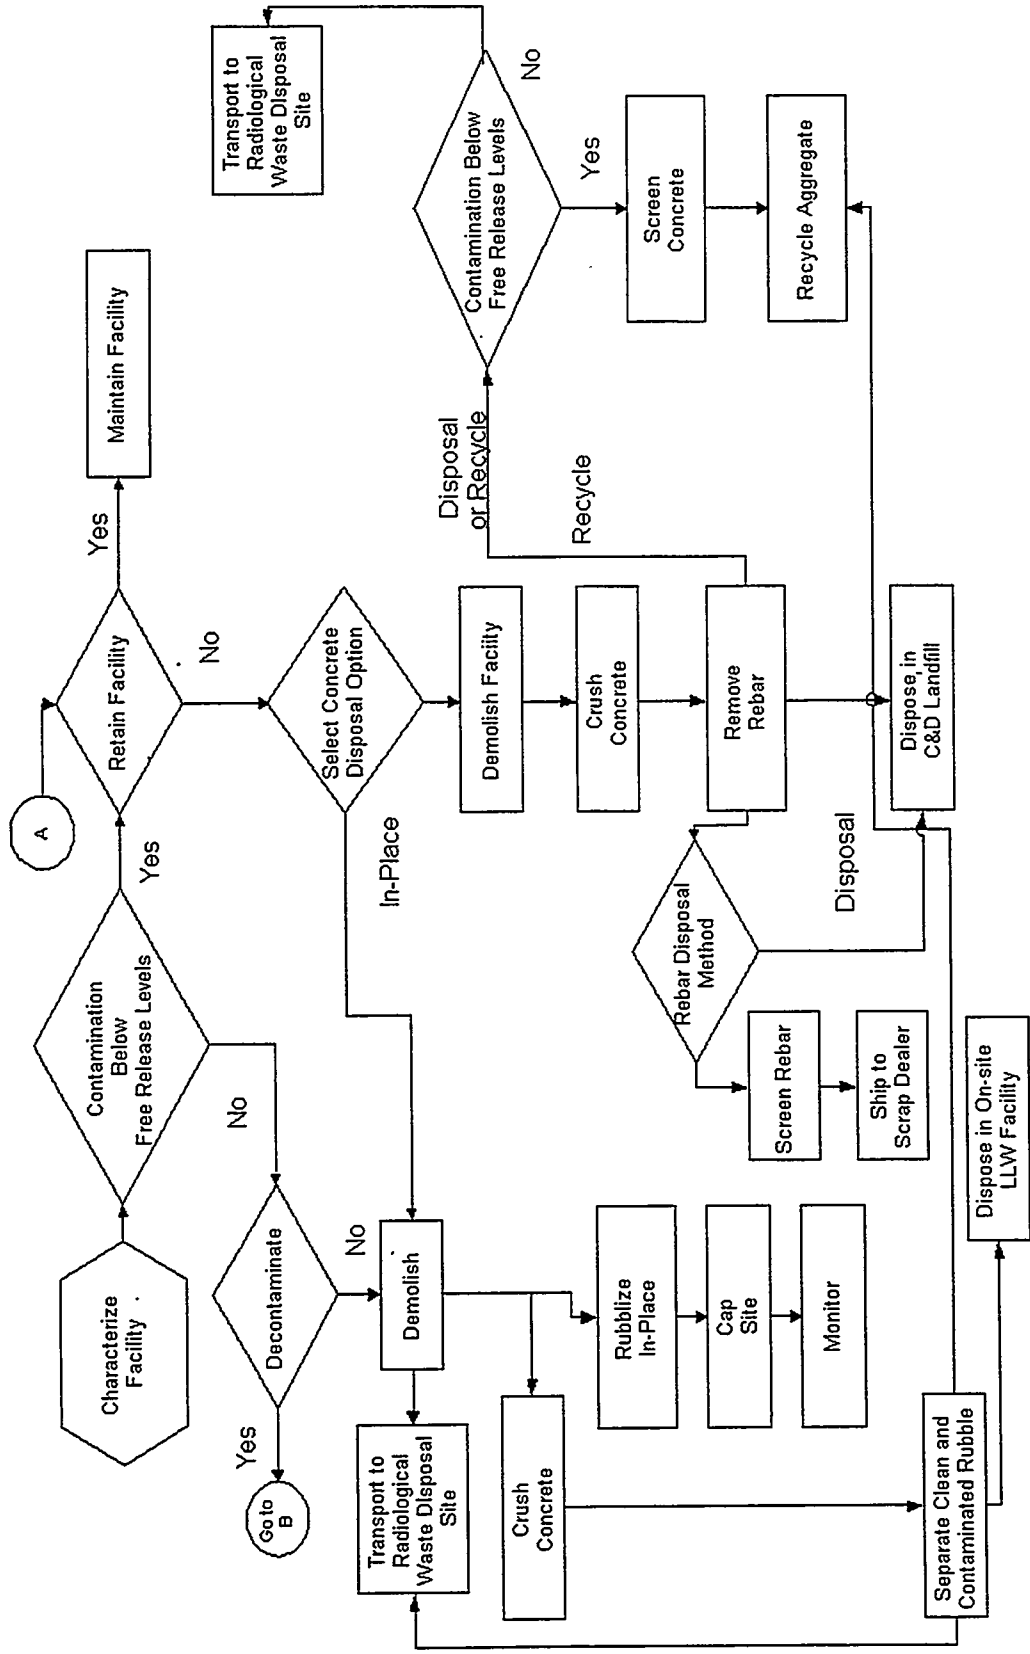 Characterize
Facility
Contamination
Below
Free Release Levels
Yes
No
A
Retain Facility
Yes
Maintain Facility
No
Decontaminate
Yes
Go to
B
No
Select Concrete
Disposal Option
In-Place
Demolish
Transport to
Radiological
Waste DIsposal
Site
Crush
Concrete
Rubblize
In-Place
Cap
Site
Monitor
Separate Clean and
Contaminated Rubble
Dispose in On-site
LLW Facility
Demolish Faciity
Crush
Concrete
Remove
Rebar
Rebar Disposal
Method
Screen Rebar
Ship to
Scrap Dealer
Disposal
Dispose in
C&D Landfill
Disposal
or Recycle
Recycle
Contamination Below
Free Release Levels
No
Transport to
Radiological
Waste DIsposal
Site
Yes
Screen
Concrete
Recycle Aggregate